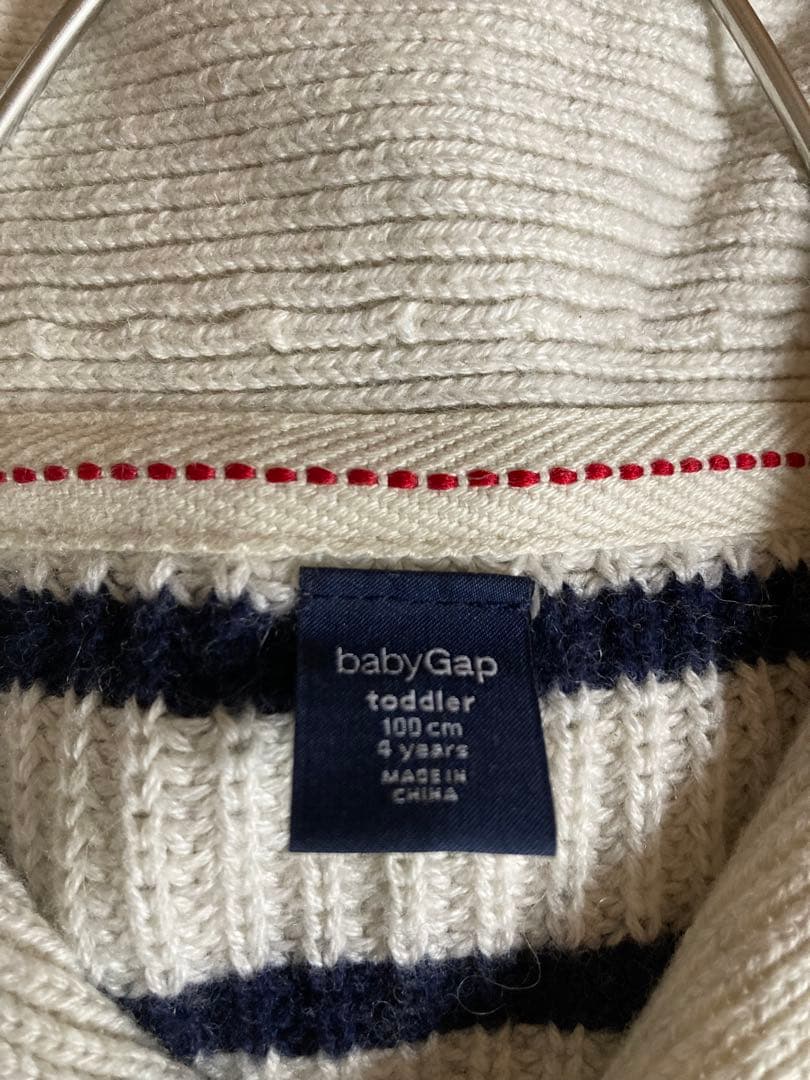 babyGap
toddler
100 cm
4 years
MADE IN
CHINA